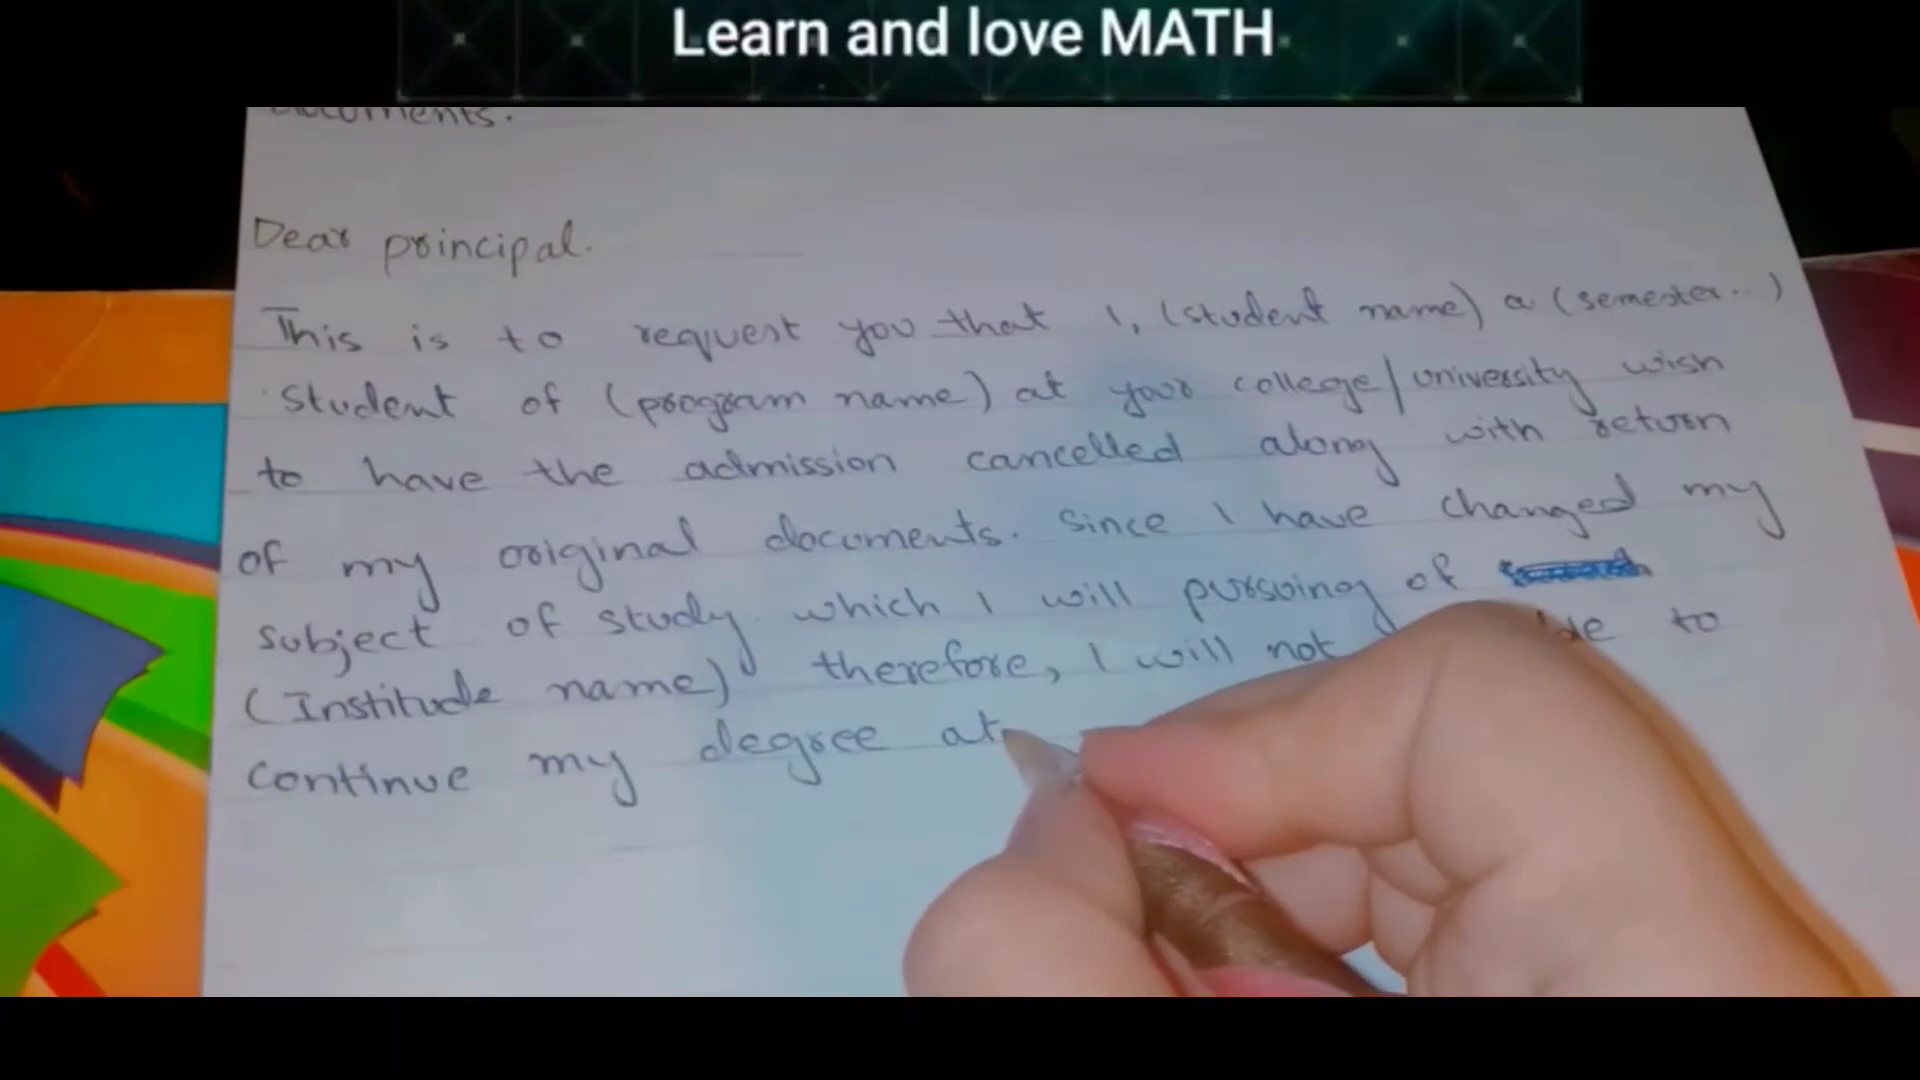 Learn and love MATH
documents.
Dear principal.
This is to request you that I, (student name) a (semester...)
student of (program name) at your college/university wish
to have the admission cancelled along with return
of my original documents. Since I have changed my
subject of study which I will pursuing of
(Institude name) therefore, I will not to
continue my degree at